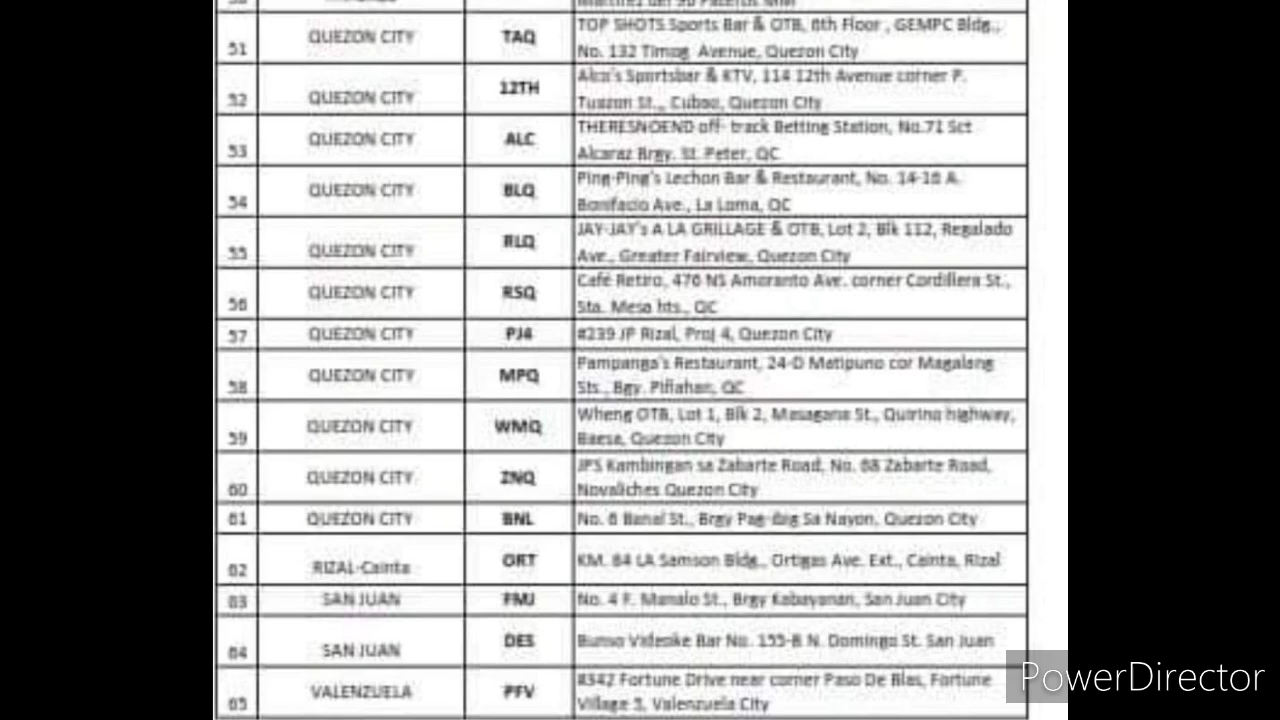 51 QUEZON CITY TAQ TOP SHOTS Sports Bar & OTB, 6th Floor , GEMPC Bldg.,
No. 132 Timog Avenue, Quezon City
52 QUEZON CITY 12TH Alco's Sportsbar & KTV, 114 12th Avenue corner P.
Tuazon St., Cubao, Quezon City
53 QUEZON CITY ALC THERESNOEND off- track Betting Station, No.71 Sct
Alcaraz Brgy. St. Peter, QC
54 QUEZON CITY BLQ Ping-Ping's Lechon Bar & Restaurant, No. 14-16 A.
Bonifacio Ave., La Loma, QC
55 QUEZON CITY RLQ JAY-JAY's A LA GRILLAGE & OTB, Lot 2, Blk 112, Regalado
Ave., Greater Fairview, Quezon City
56 QUEZON CITY RSQ Café Retiro, 476 NS Amoranto Ave. corner Cordillera St.,
Sta. Mesa hts., QC
57 QUEZON CITY PJ4 #239 JP Rizal, Proj 4, Quezon City
58 QUEZON CITY MPQ Pampanga's Restaurant, 24-D Matipuno cor Magalang
Sts., Bgy. Piñahan, QC
59 QUEZON CITY WMQ Wheng OTB, Lot 1, Blk 2, Masagana St., Quirino highway,
Baesa, Quezon City
60 QUEZON CITY ZNQ JPS Kambingan sa Zabarte Road, No. 68 Zabarte Road,
Novaliches Quezon City
61 QUEZON CITY BNL No. 6 Banal St., Brgy Pag-ibig Sa Nayon, Quezon City
62 RIZAL-Cainta ORT KM. 64 LA Samson Bldg., Ortigas Ave. Ext., Cainta, Rizal
63 SAN JUAN FMJ No. 4 F. Manalo St., Brgy Kabayanan, San Juan City
64 SAN JUAN DES Bunso Videoke Bar No. 155-B N. Domingo St. San Juan
65 VALENZUELA PFV #342 Fortune Drive near corner Paso De Blas, Fortune
Village 5, Valenzuela City
PowerDirector